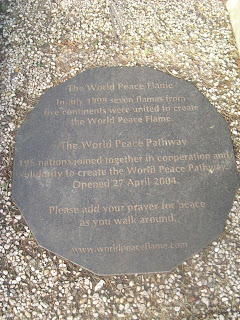 The World Peace Flame
In July 1999 seven flames from
five continents were united to create
the World Peace Flame
The World Peace Pathway
196 nations joined together in cooperation and
solidarity to create the World Peace Pathway
Opened 27 April 2004.
Please add your prayer for peace
as you walk around.
www.worldpeaceflame.com